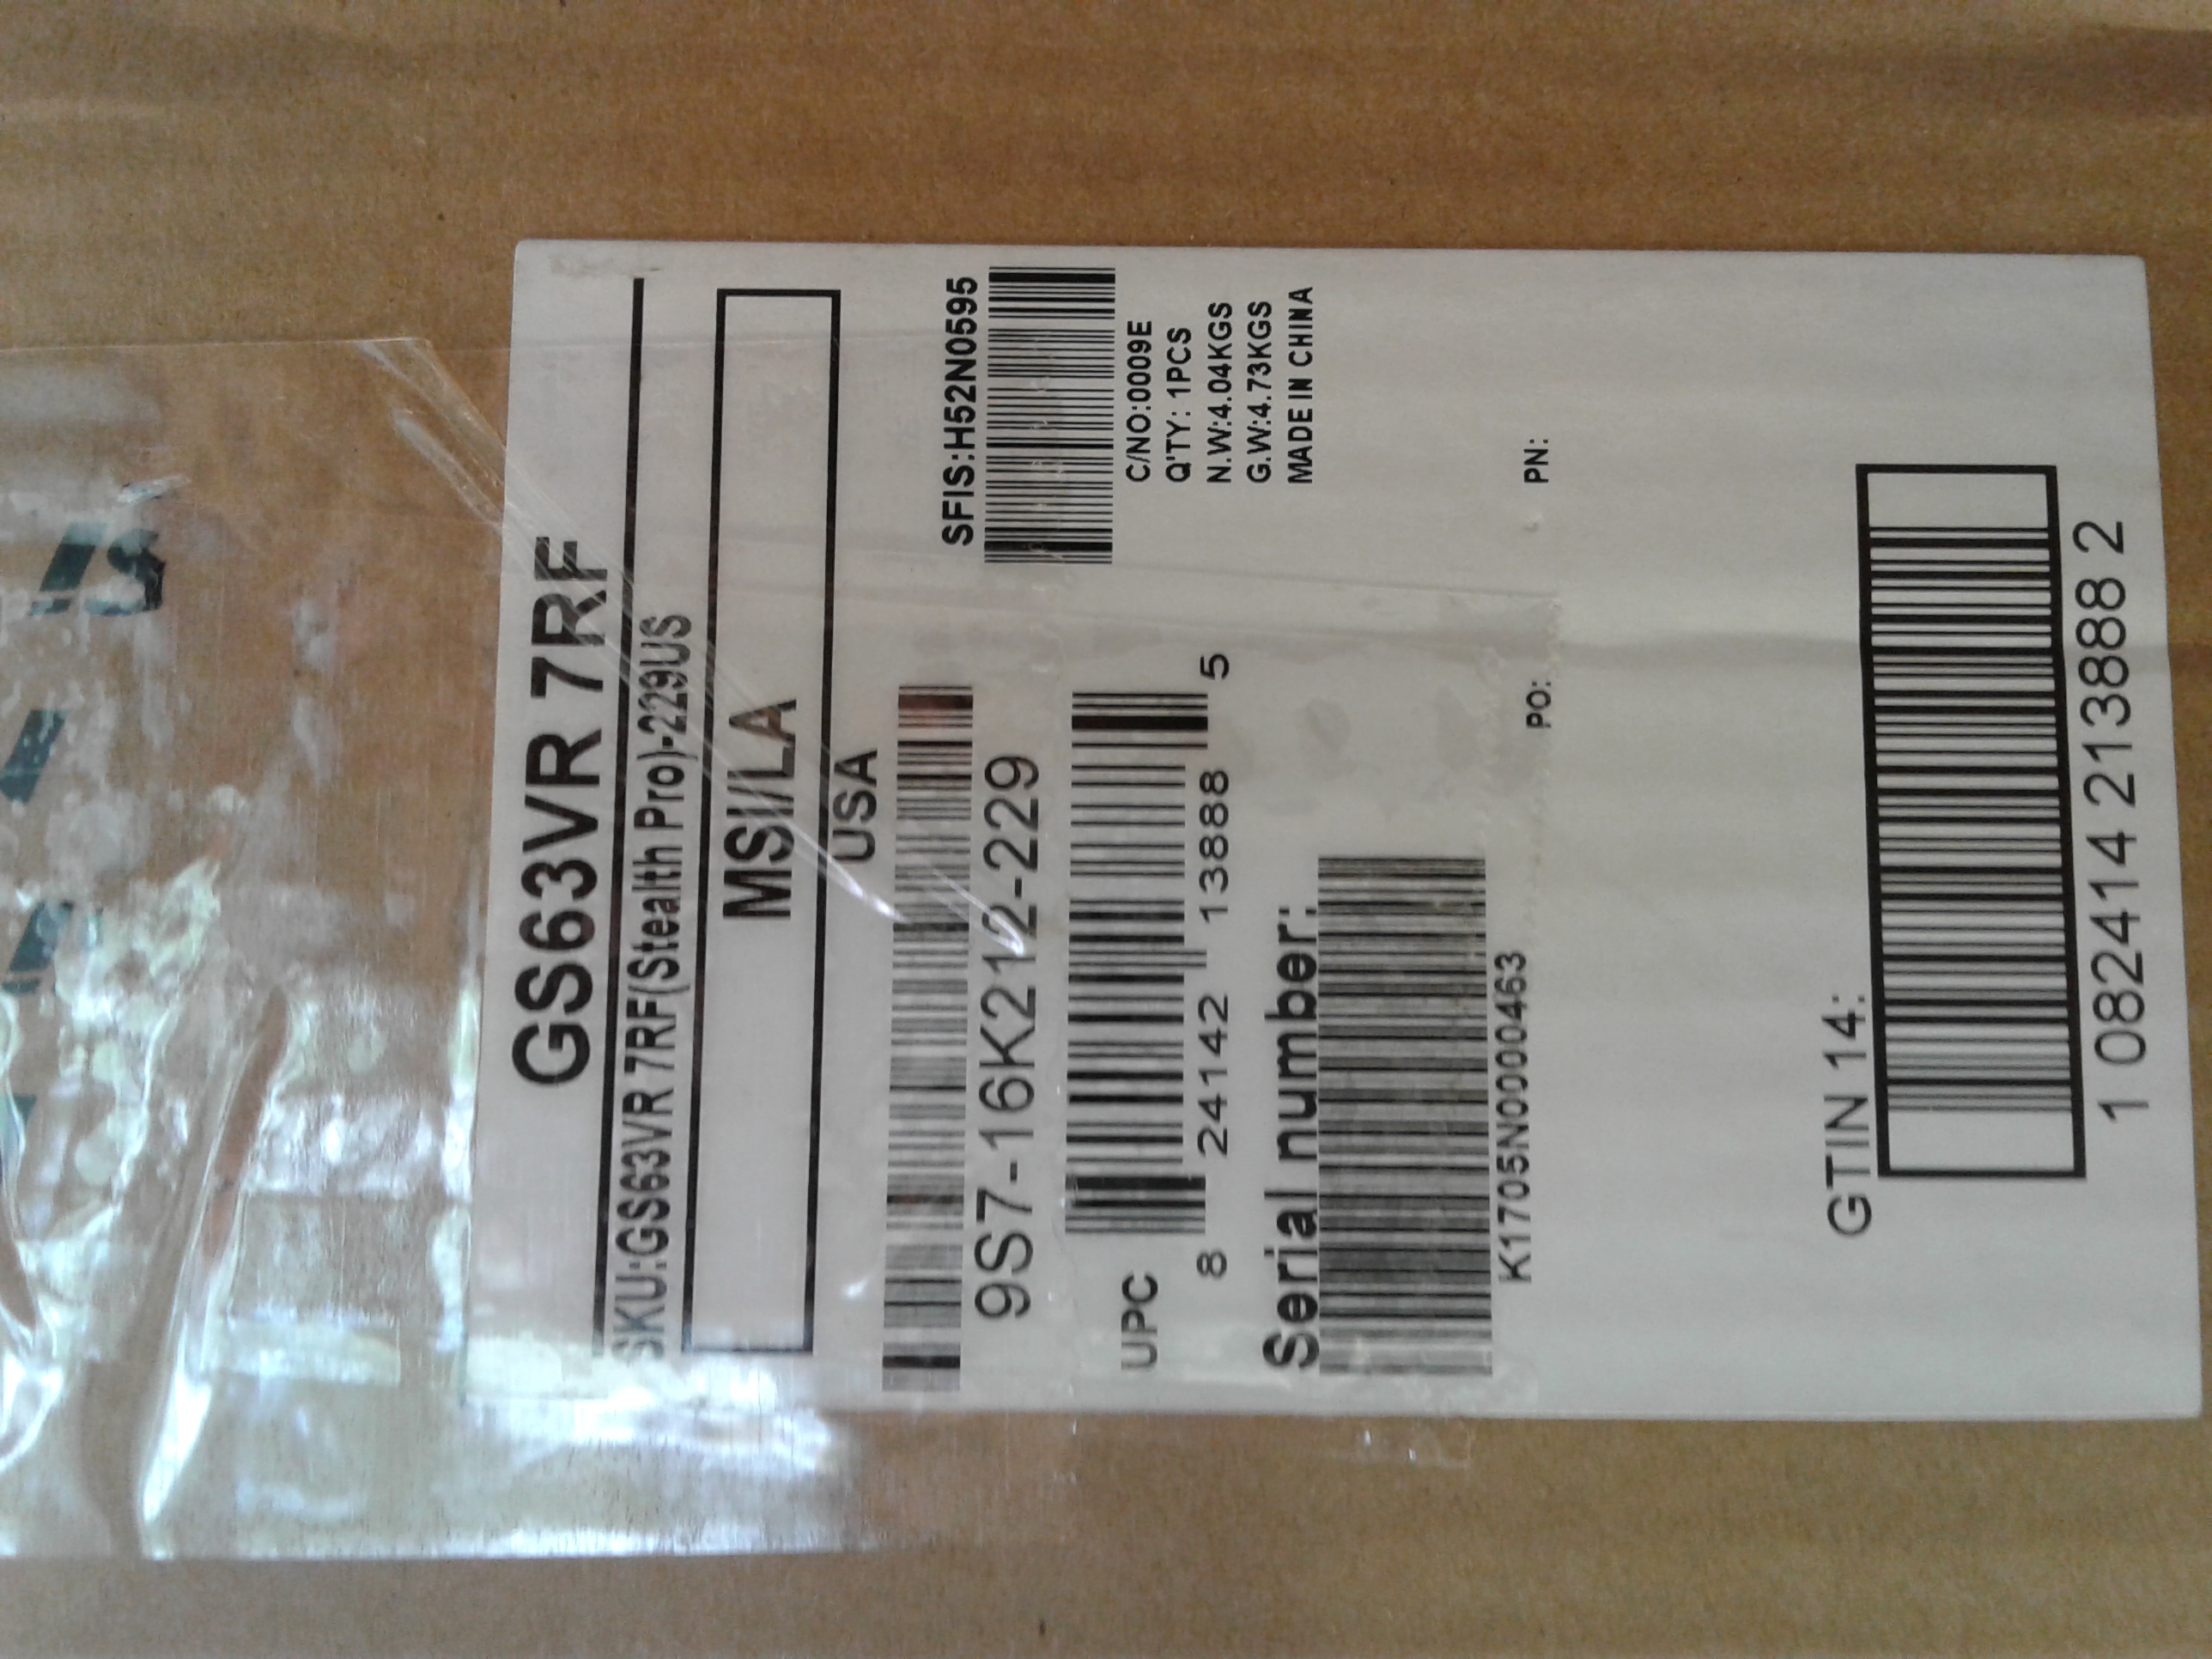 GS63VR 7RF
SKU:GS63VR 7RF(Stealth Pro)-229US
MSI/LA
USA
9S7-16K212-229
SFIS:H52N0595
C/NO:0009E
Q'TY: 1PCS
N.W:4.04KGS
G.W:4.73KGS
MADE IN CHINA
UPC
8 24142 13888 5
Serial number:
K1705N0000463
PO:
PN:
GTIN 14:
1 082414 213888 2